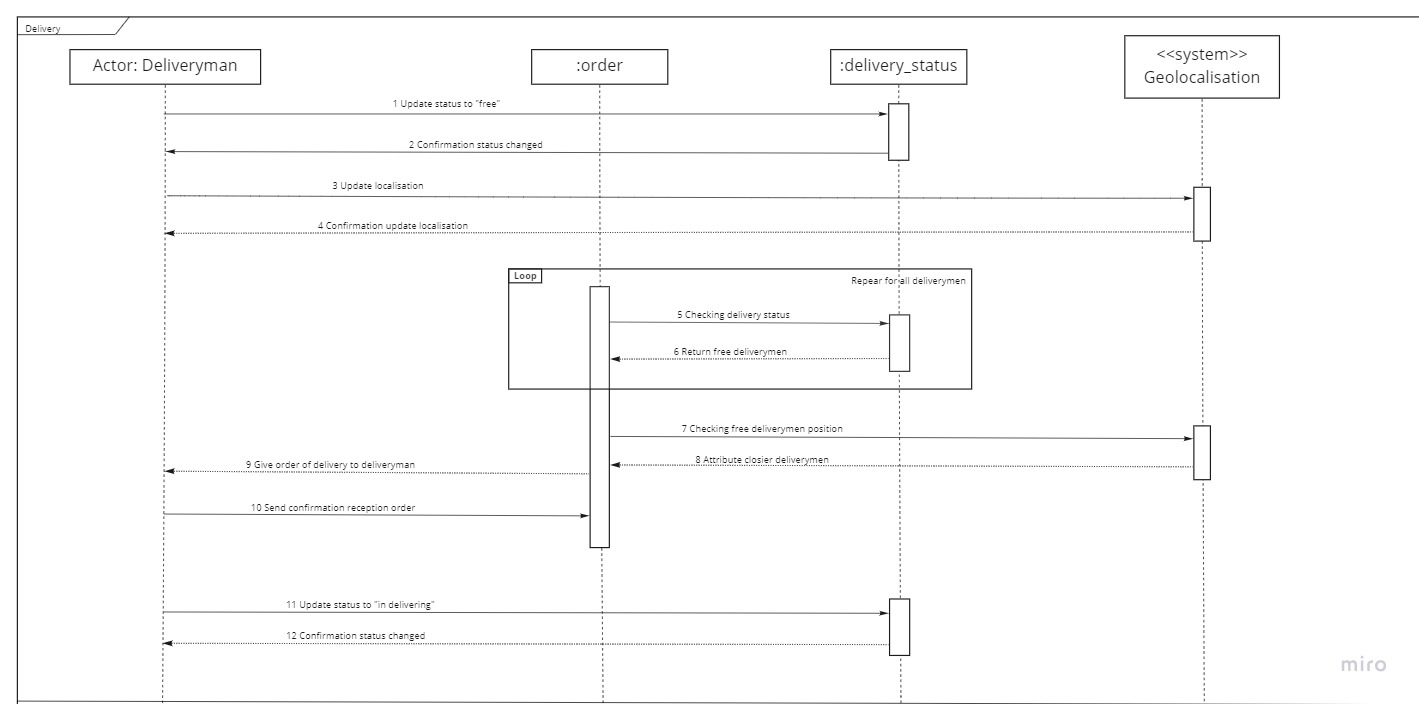 Delivery
Actor: Deliveryman
:order
:delivery_status
<<system>>
Geolocalisation
1 Update status to "free"
2 Confirmation status changed
3 Update localisation
4 Confirmation update localisation
Loop
Repear for all deliverymen
5 Checking delivery status
6 Return free deliverymen
7 Checking free deliverymen position
8 Attribute closier deliverymen
9 Give order of delivery to deliveryman
10 Send confirmation reception order
11 Update status to "in delivering"
12 Confirmation status changed
miro